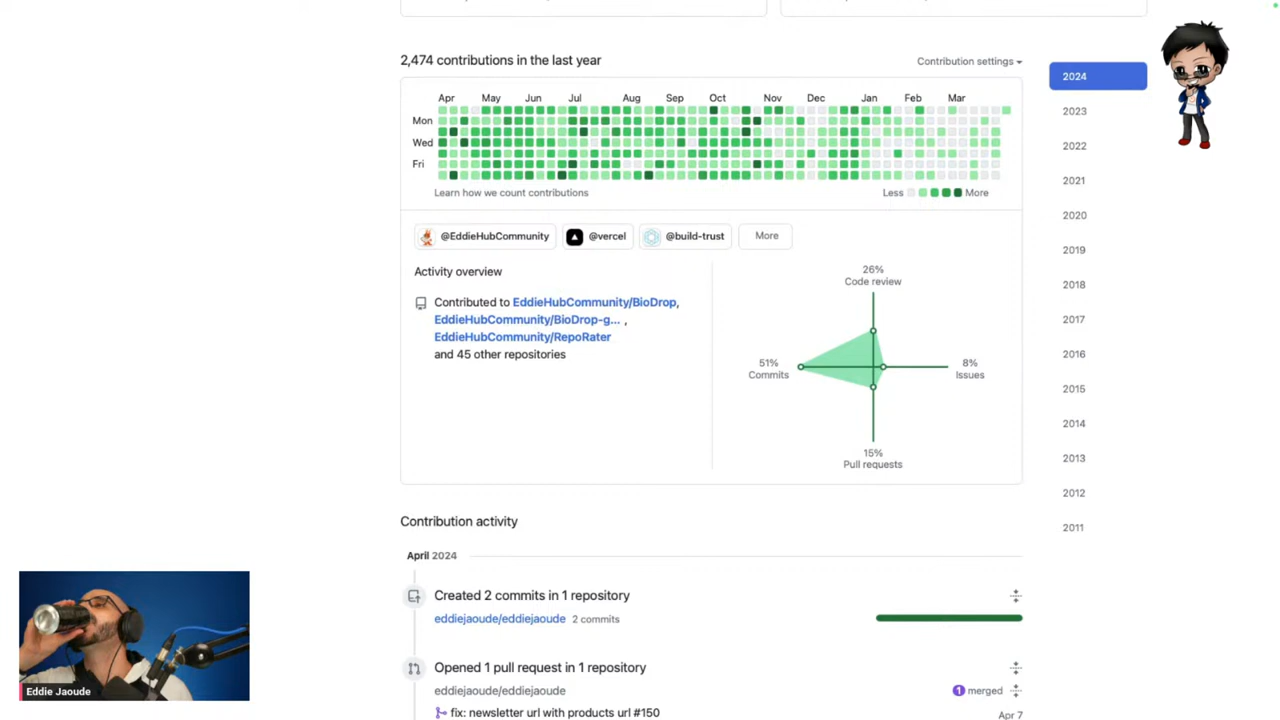 2,474 contributions in the last year
Contribution settings
Apr May Jun Jul Aug Sep Oct Nov Dec Jan Feb Mar
Mon
Wed
Fri
Learn how we count contributions
Less
More
@EddieHubCommunity
@vercel
@build-trust
More
Activity overview
Contributed to EddieHubCommunity/BioDrop,
EddieHubCommunity/BioDrop-g... ,
EddieHubCommunity/RepoRater
and 45 other repositories
26%
Code review
51%
Commits
8%
Issues
15%
Pull requests
Contribution activity
April 2024
Created 2 commits in 1 repository
eddiejaoude/eddiejaoude 2 commits
Opened 1 pull request in 1 repository
eddiejaoude/eddiejaoude
1 merged
fix: newsletter url with products url #150
Apr 7
2024
2023
2022
2021
2020
2019
2018
2017
2016
2015
2014
2013
2012
2011
Eddie Jaoude